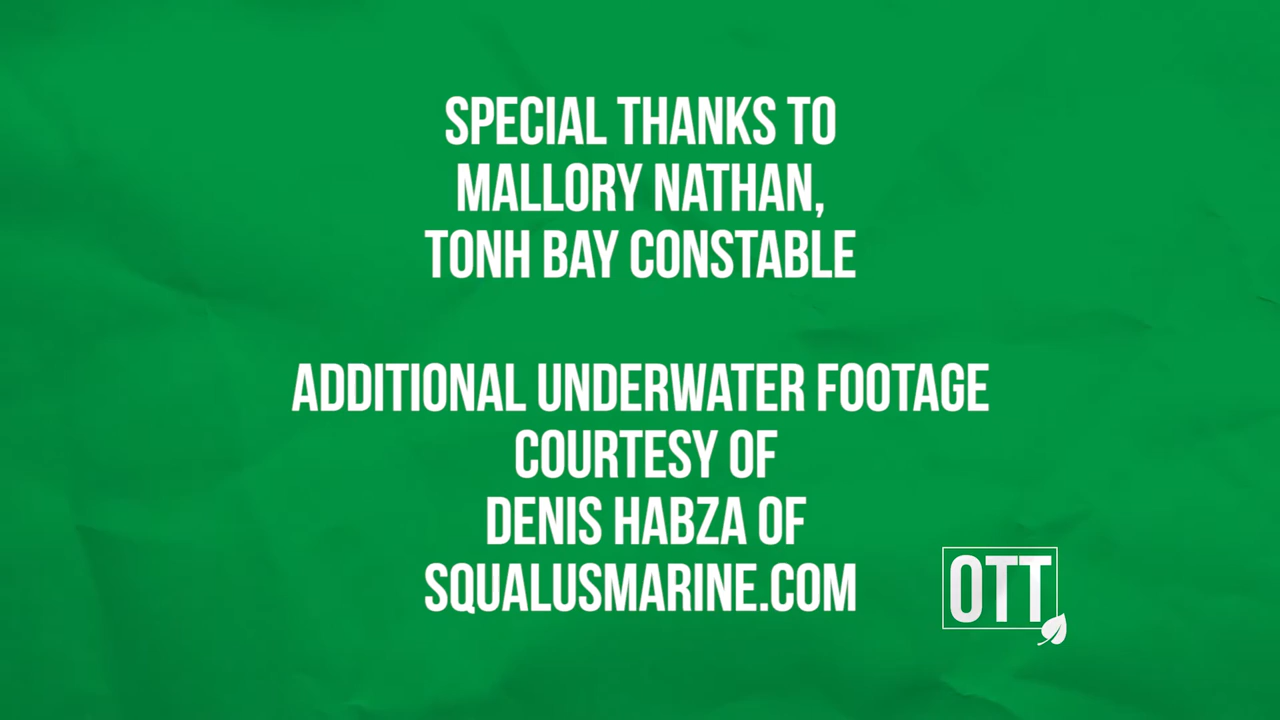 SPECIAL THANKS TO
MALLORY NATHAN,
TONH BAY CONSTABLE
ADDITIONAL UNDERWATER FOOTAGE
COURTESY OF
DENIS HABZA OF
SQUALUSMARINE.COM
OTT